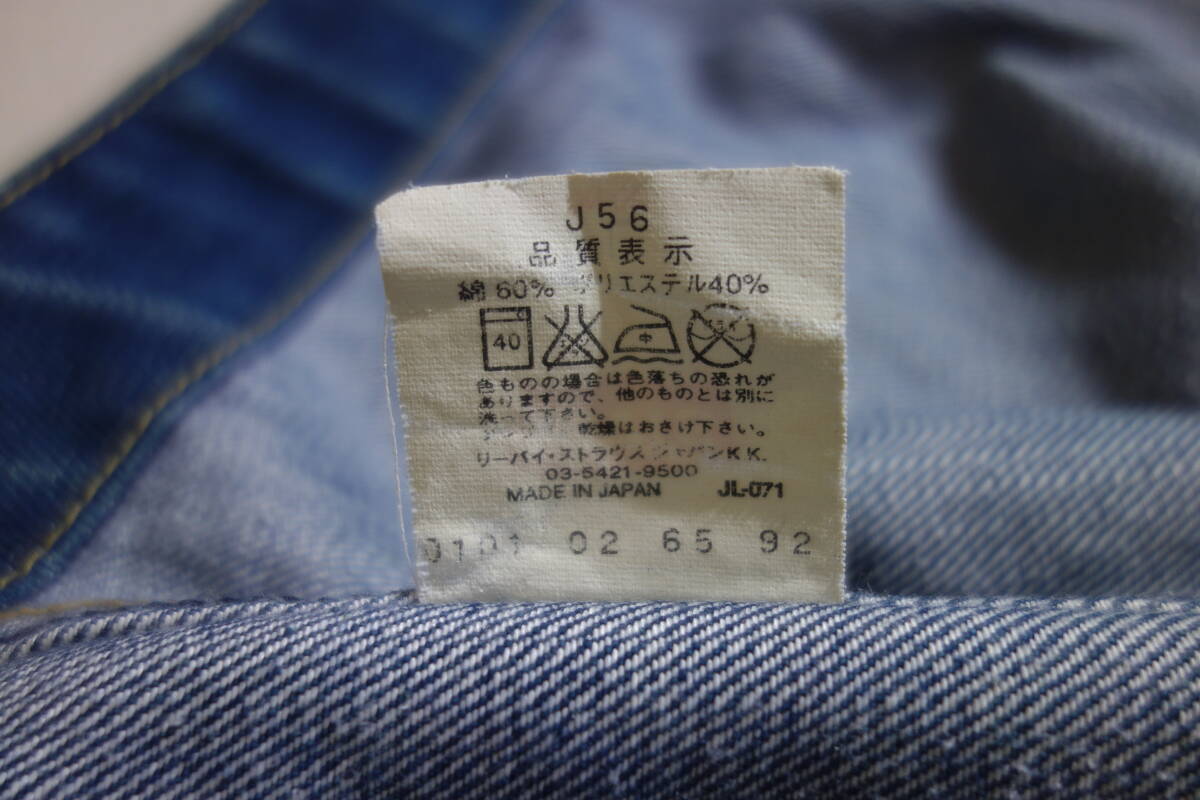 J56
品質表示
綿 60% ポリエステル40%
40 中
色ものの場合は色落ちの恐れが
ありますので、他のものとは別に
洗って下さい。
乾燥はおさけ下さい。
リーバイ・ストラウス ジャパンK.K.
03-5421-9500
MADE IN JAPAN JL-071
0101 02 65 92